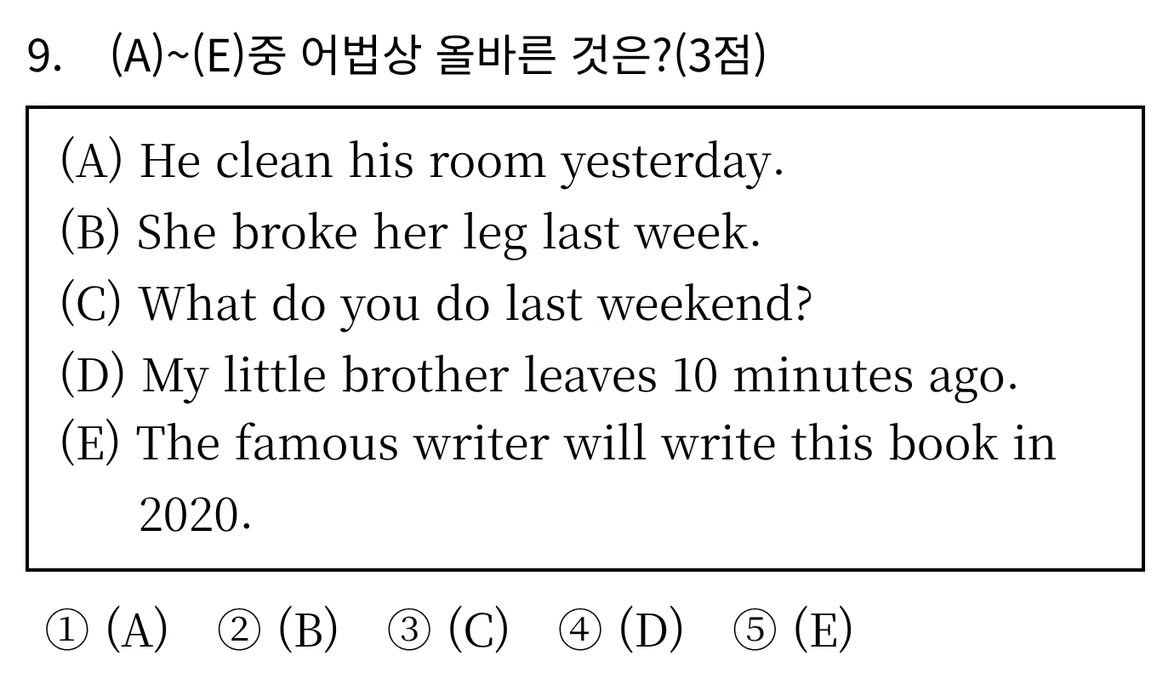 9. (A)~(E)중 어법상 올바른 것은?(3점)
(A) He clean his room yesterday.
(B) She broke her leg last week.
(C) What do you do last weekend?
(D) My little brother leaves 10 minutes ago.
(E) The famous writer will write this book in
2020.
① (A) ② (B) ③ (C) ④ (D) ⑤ (E)